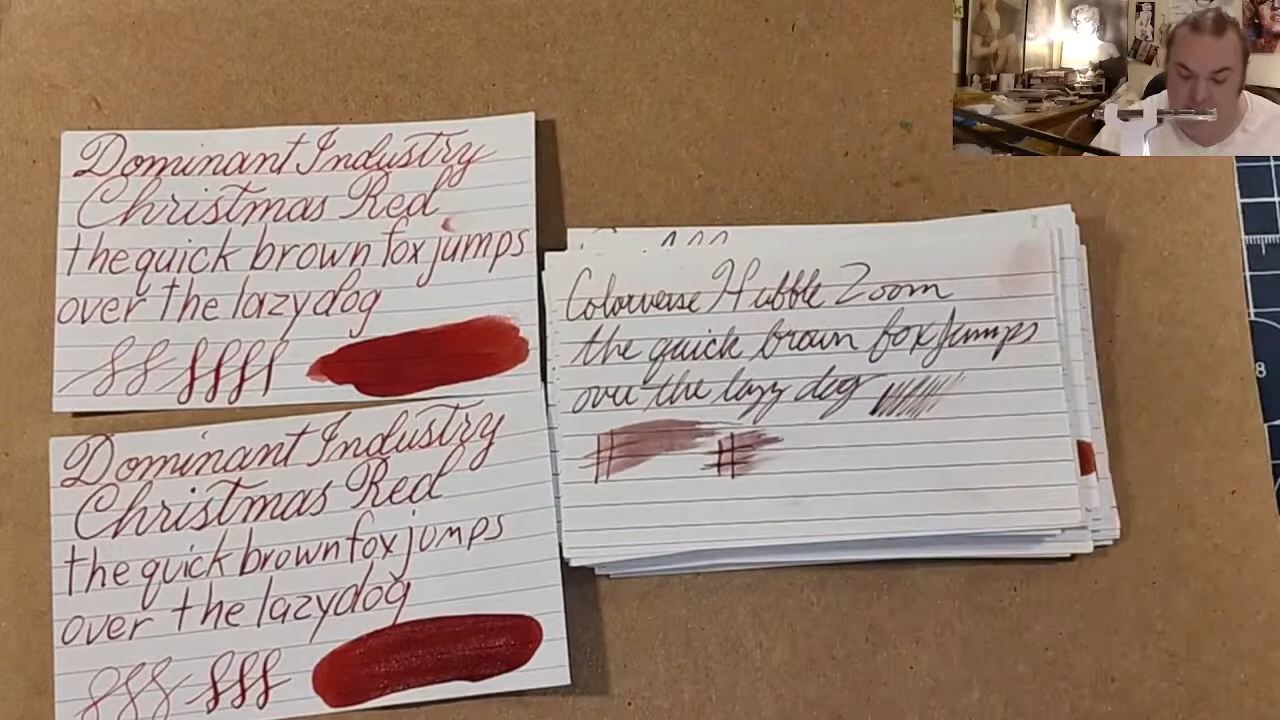 Dominant Industry
Christmas Red
the quick brown fox jumps
over the lazy dog
Dominant Industry
Christmas Red
the quick brown fox jumps
over the lazy dog
Colorverse Hubble Zoom
the quick brown fox jumps
over the lazy dog
8